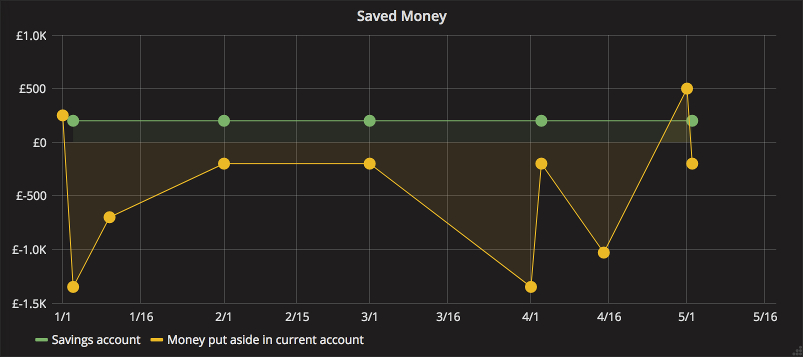 Saved Money
£1.0K
£500
£0
£-500
£-1.0K
£-1.5K
1/1 1/16 2/1 2/15 3/1 3/16 4/1 4/16 5/1 5/16
Savings account Money put aside in current account